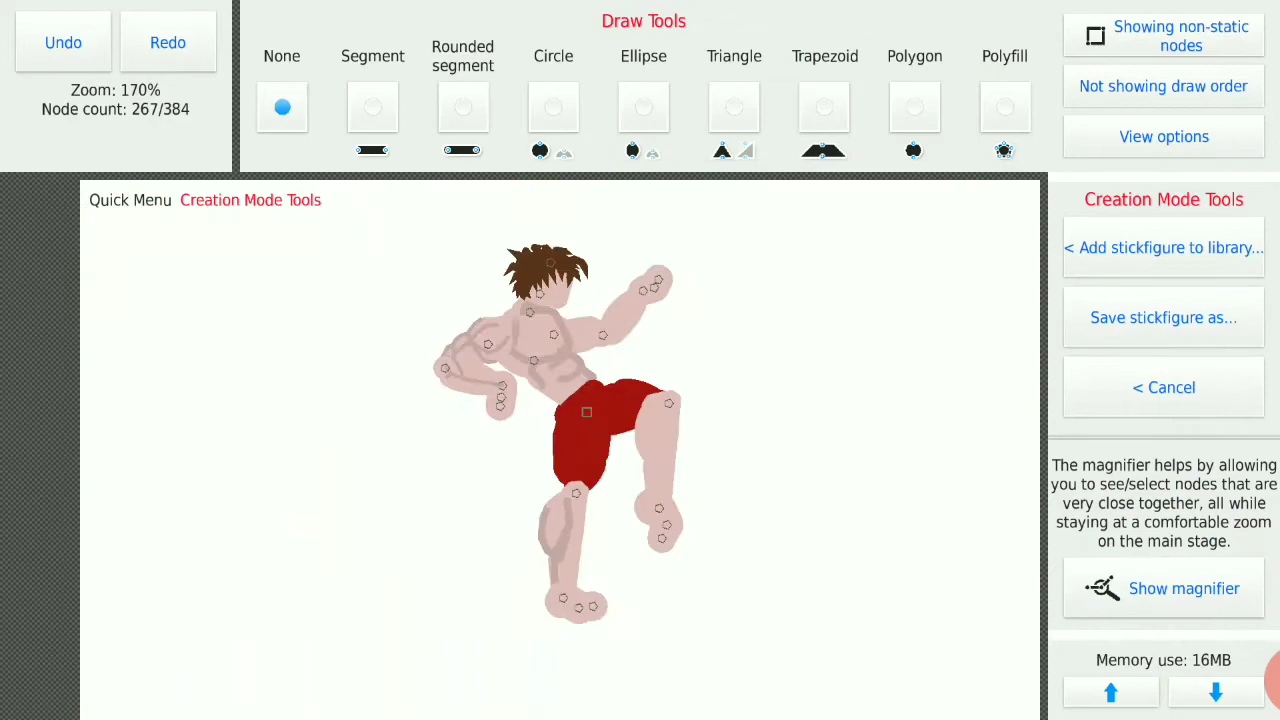 Undo
Redo
Zoom: 170%
Node count: 267/384
Draw Tools
None
Segment
Rounded
segment
Circle
Ellipse
Triangle
Trapezoid
Polygon
Polyfill
Showing non-static
nodes
Not showing draw order
View options
Quick Menu Creation Mode Tools
Creation Mode Tools
< Add stickfigure to library...
Save stickfigure as...
< Cancel
The magnifier helps by allowing
you to see/select nodes that are
very close together, all while
staying at a comfortable zoom
on the main stage.
Show magnifier
Memory use: 16MB